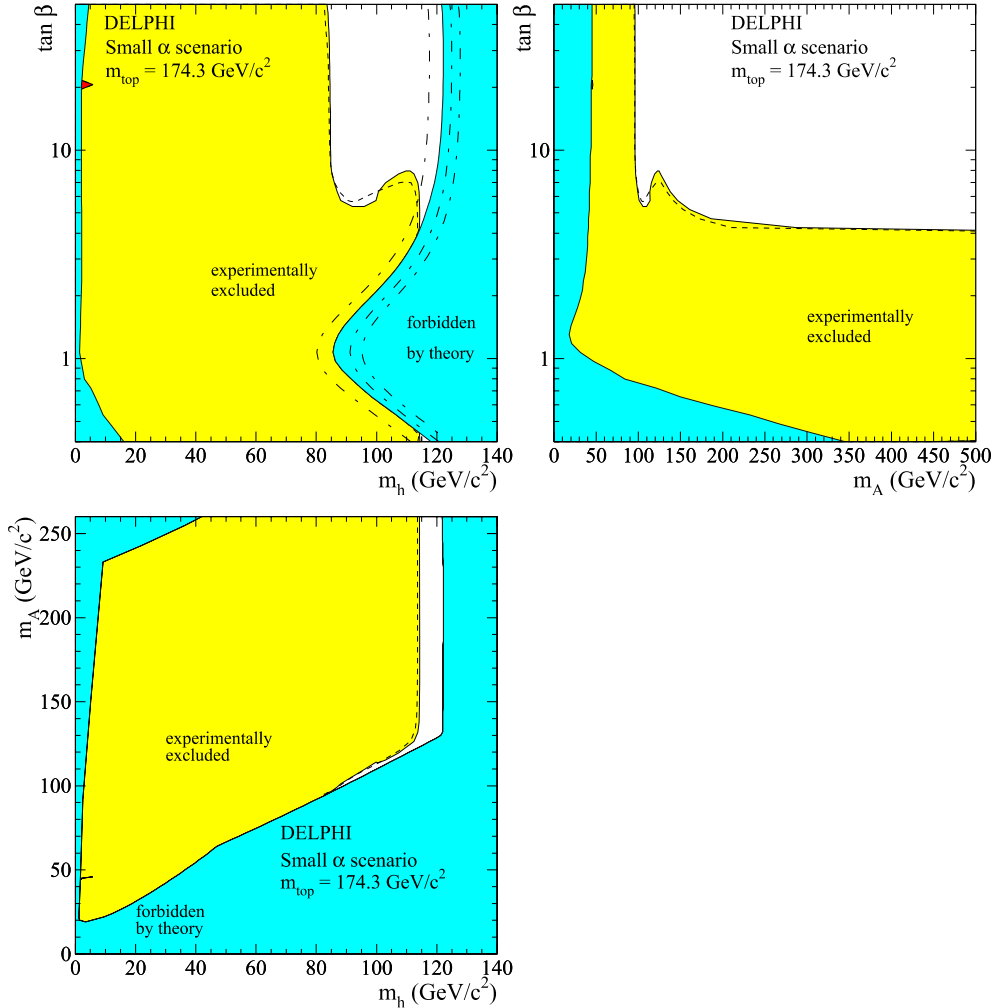 tan β
DELPHI
Small α scenario
m_top = 174.3 GeV/c²
10
1
experimentally
excluded
forbidden
by theory
0 20 40 60 80 100 120 140
m_h (GeV/c²)
tan β
DELPHI
Small α scenario
m_top = 174.3 GeV/c²
10
1
experimentally
excluded
0 50 100 150 200 250 300 350 400 450 500
m_A (GeV/c²)
m_A (GeV/c²)
250
200
150
100
50
0
experimentally
excluded
DELPHI
Small α scenario
m_top = 174.3 GeV/c²
forbidden
by theory
0 20 40 60 80 100 120 140
m_h (GeV/c²)